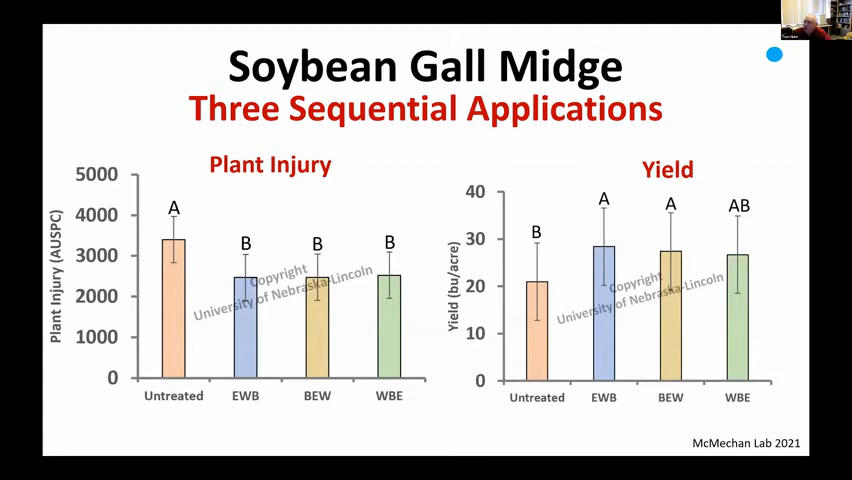 Soybean Gall Midge
Three Sequential Applications
Plant Injury
Plant Injury (AUSPC)
5000
4000
3000
2000
1000
0
A
B
B
B
Untreated
EWB
BEW
WBE
Copyright
University of Nebraska-Lincoln
Yield
Yield (bu/acre)
40
30
20
10
0
B
A
A
AB
Untreated
EWB
BEW
WBE
Copyright
University of Nebraska-Lincoln
McMechan Lab 2021